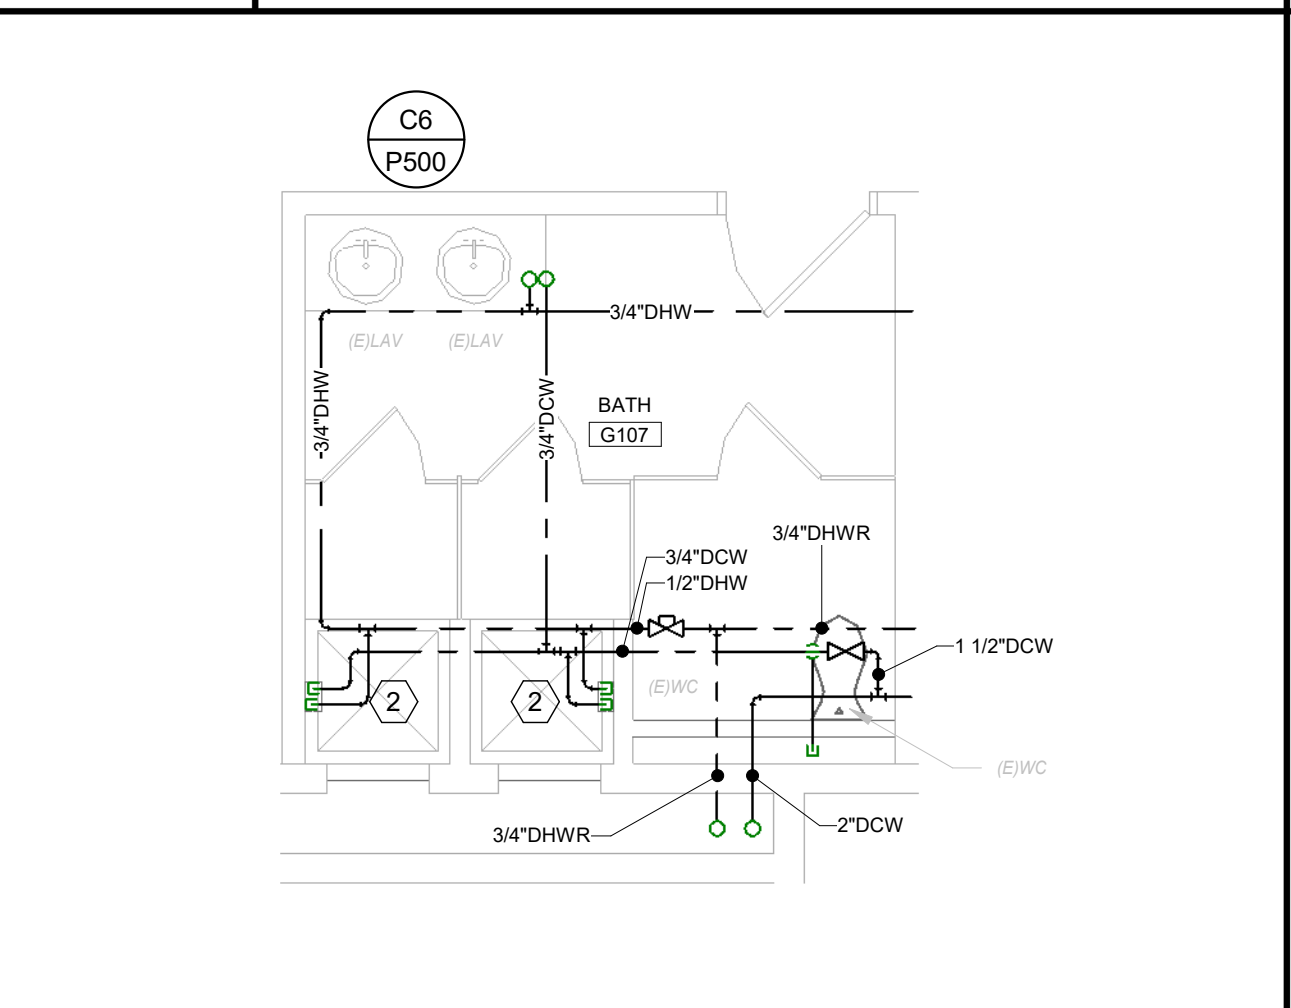 C6
P500
3/4"DHW
(E)LAV
(E)LAV
3/4"DHW
3/4"DCW
BATH
G107
3/4"DHWR
3/4"DCW
1/2"DHW
1 1/2"DCW
(E)WC
2
2
(E)WC
2"DCW
3/4"DHWR